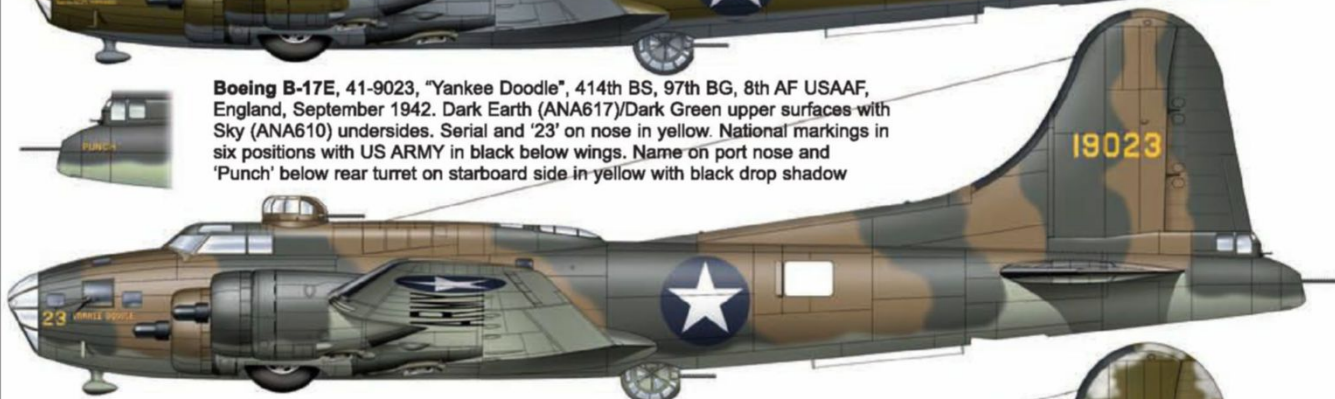 Boeing B-17E, 41-9023, “Yankee Doodle”, 414th BS, 97th BG, 8th AF USAAF,
England, September 1942. Dark Earth (ANA617)/Dark Green upper surfaces with
Sky (ANA610) undersides. Serial and ‘23’ on nose in yellow. National markings in
six positions with US ARMY in black below wings. Name on port nose and
‘Punch’ below rear turret on starboard side in yellow with black drop shadow
PUNCH
19023
23 YANKEE DOODLE